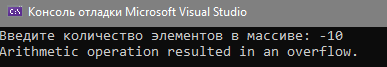 Консоль отладки Microsoft Visual Studio
Введите количество элементов в массиве: -10
Arithmetic operation resulted in an overflow.